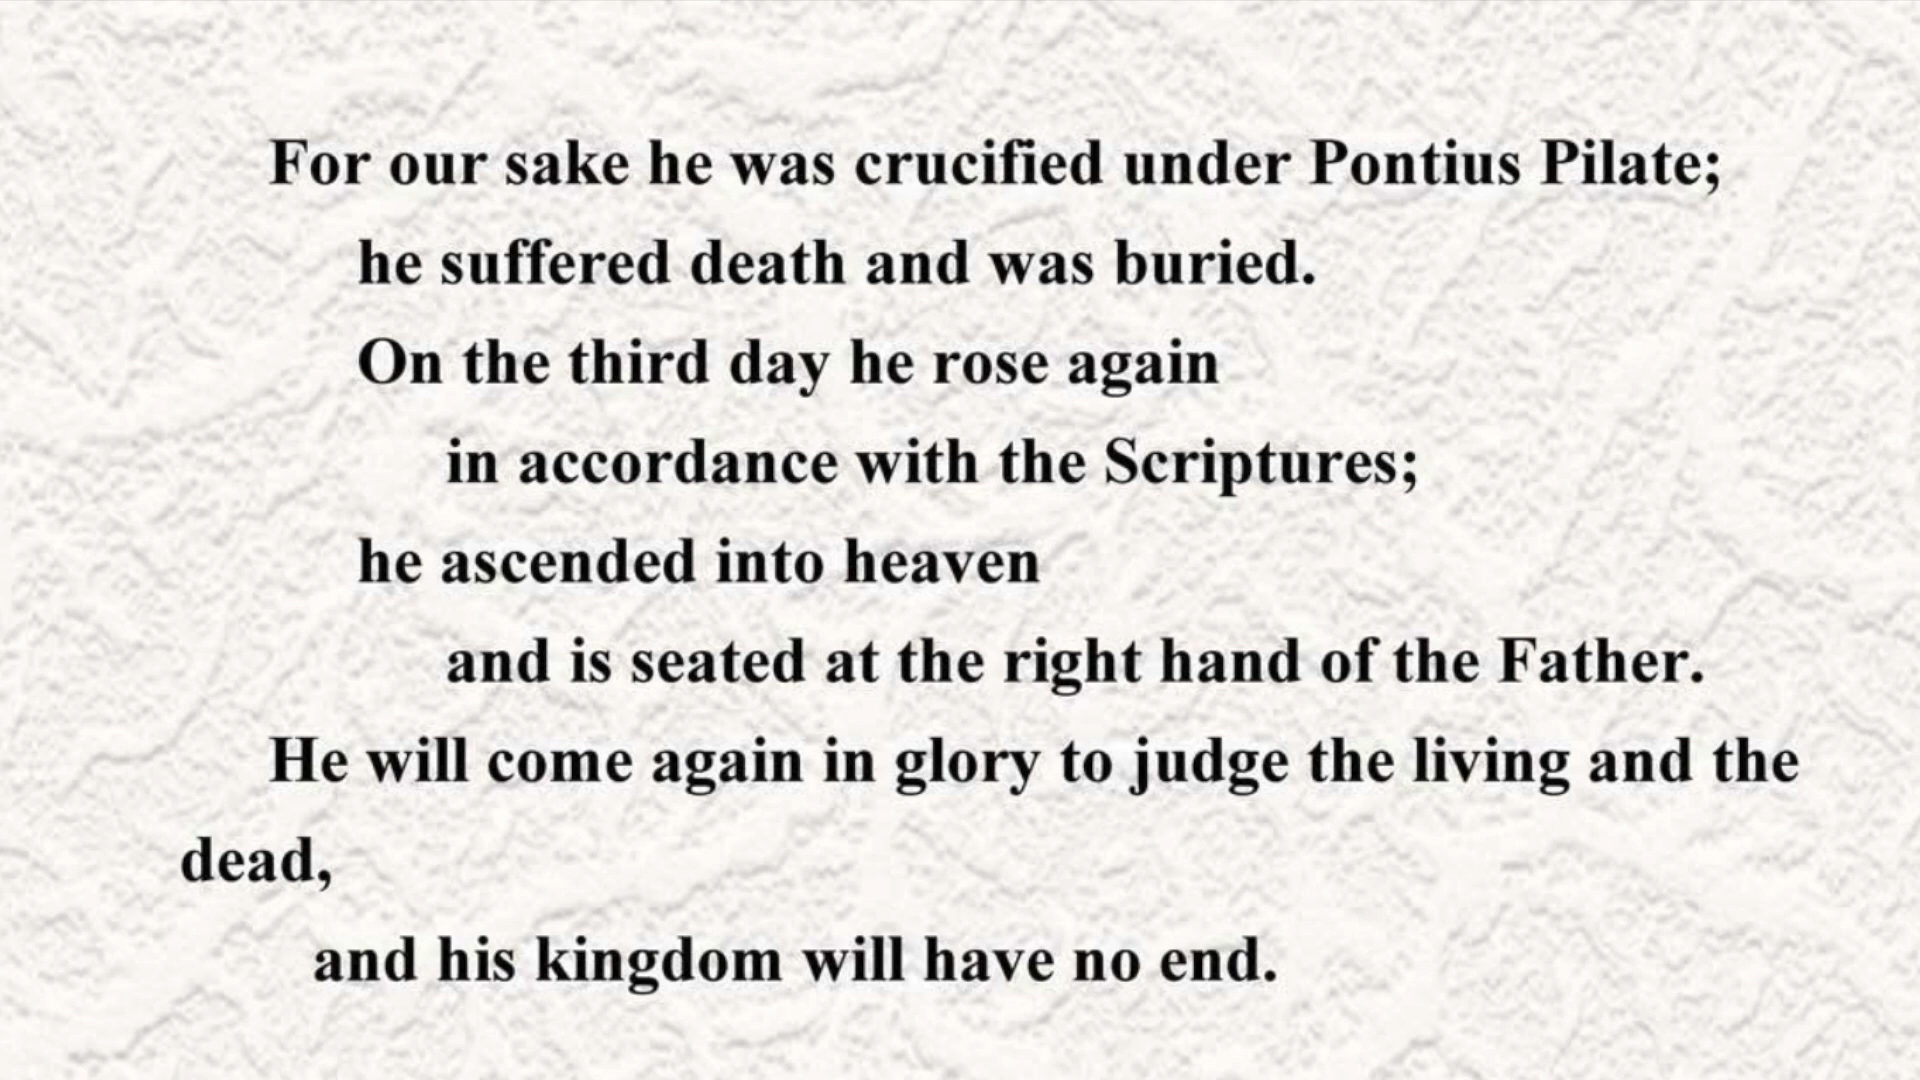 For our sake he was crucified under Pontius Pilate;
he suffered death and was buried.
On the third day he rose again
in accordance with the Scriptures;
he ascended into heaven
and is seated at the right hand of the Father.
He will come again in glory to judge the living and the
dead,
and his kingdom will have no end.